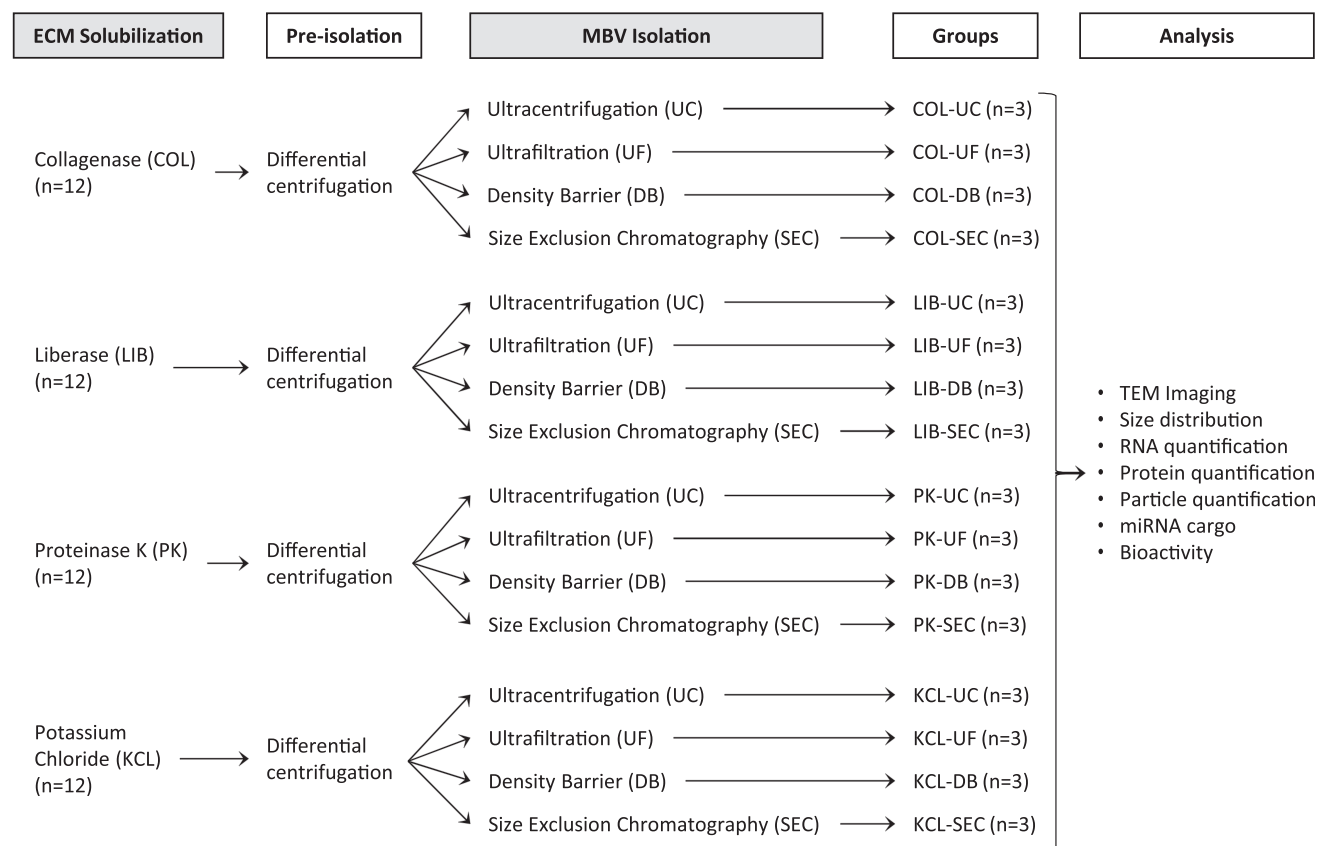 ECM Solubilization
Pre-isolation
MBV Isolation
Groups
Analysis
Collagenase (COL)
(n=12)
Differential
centrifugation
Ultracentrifugation (UC)
COL-UC (n=3)
Ultrafiltration (UF)
COL-UF (n=3)
Density Barrier (DB)
COL-DB (n=3)
Size Exclusion Chromatography (SEC)
COL-SEC (n=3)
Liberase (LIB)
(n=12)
Differential
centrifugation
Ultracentrifugation (UC)
LIB-UC (n=3)
Ultrafiltration (UF)
LIB-UF (n=3)
Density Barrier (DB)
LIB-DB (n=3)
Size Exclusion Chromatography (SEC)
LIB-SEC (n=3)
Proteinase K (PK)
(n=12)
Differential
centrifugation
Ultracentrifugation (UC)
PK-UC (n=3)
Ultrafiltration (UF)
PK-UF (n=3)
Density Barrier (DB)
PK-DB (n=3)
Size Exclusion Chromatography (SEC)
PK-SEC (n=3)
Potassium
Chloride (KCL)
(n=12)
Differential
centrifugation
Ultracentrifugation (UC)
KCL-UC (n=3)
Ultrafiltration (UF)
KCL-UF (n=3)
Density Barrier (DB)
KCL-DB (n=3)
Size Exclusion Chromatography (SEC)
KCL-SEC (n=3)
• TEM Imaging
• Size distribution
• RNA quantification
• Protein quantification
• Particle quantification
• miRNA cargo
• Bioactivity